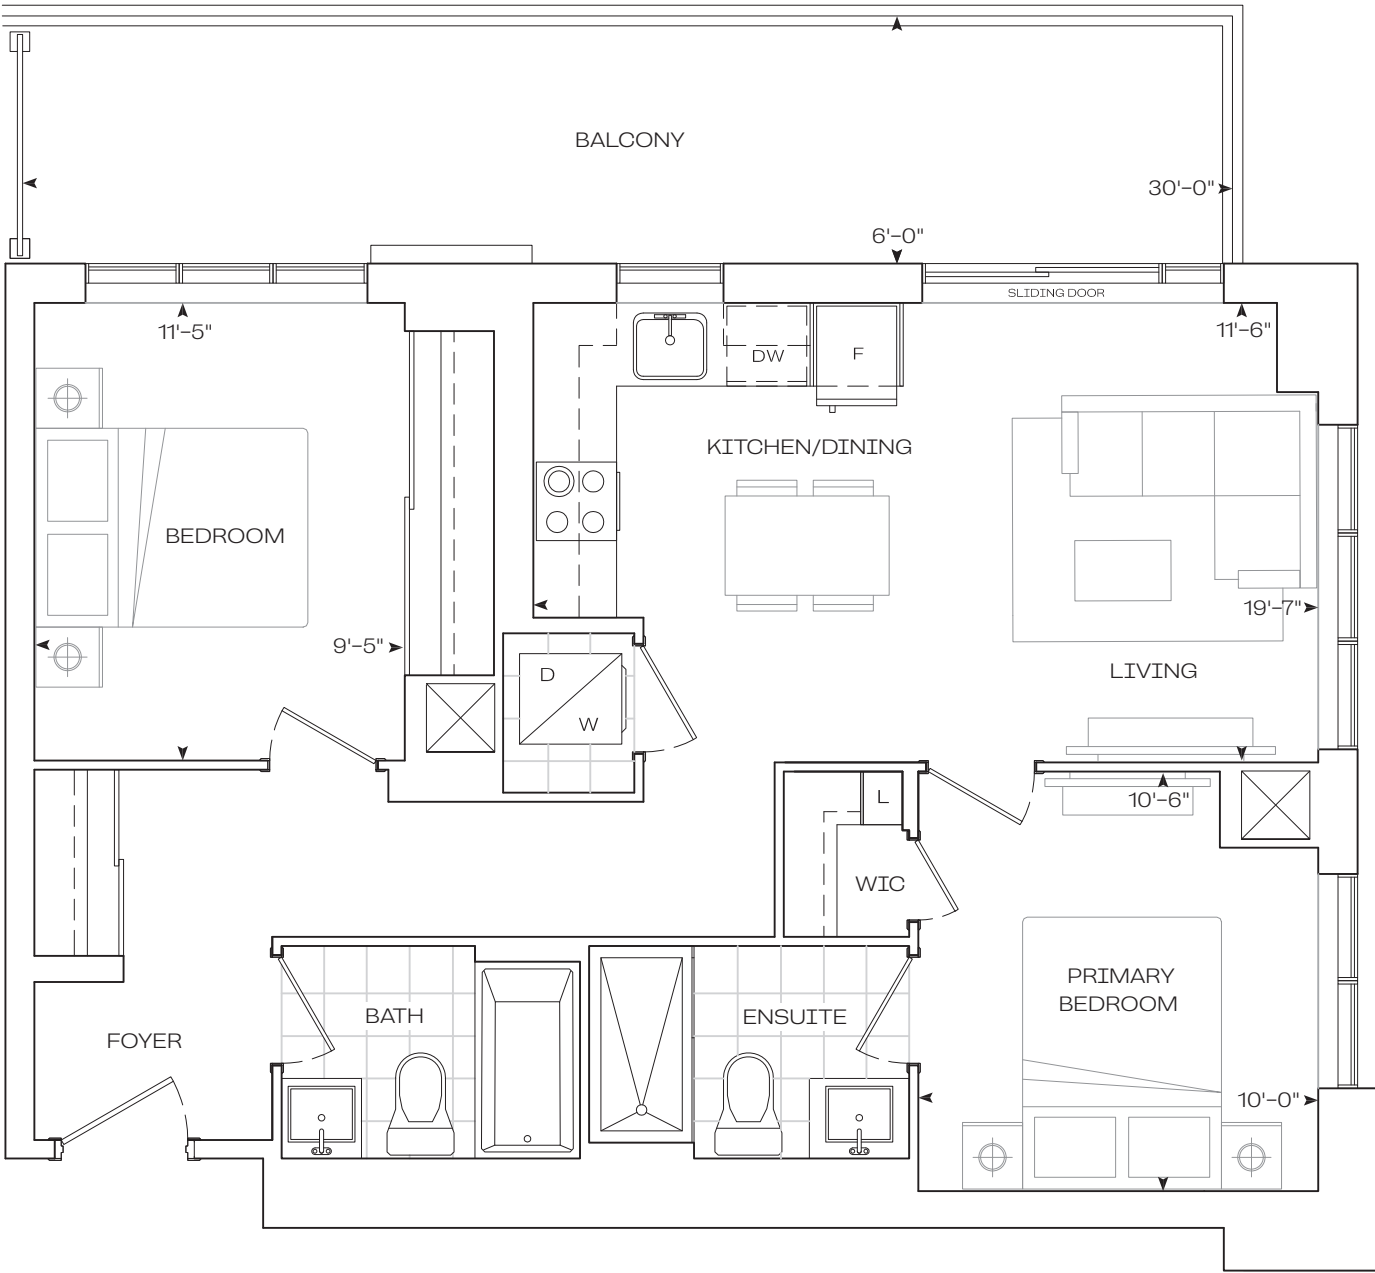 BALCONY
30'-0"
6'-0"
SLIDING DOOR
11'-5"
11'-6"
DW
F
KITCHEN/DINING
BEDROOM
19'-7"
9'-5"
LIVING
D
W
10'-6"
L
WIC
PRIMARY
BEDROOM
BATH
ENSUITE
FOYER
10'-0"